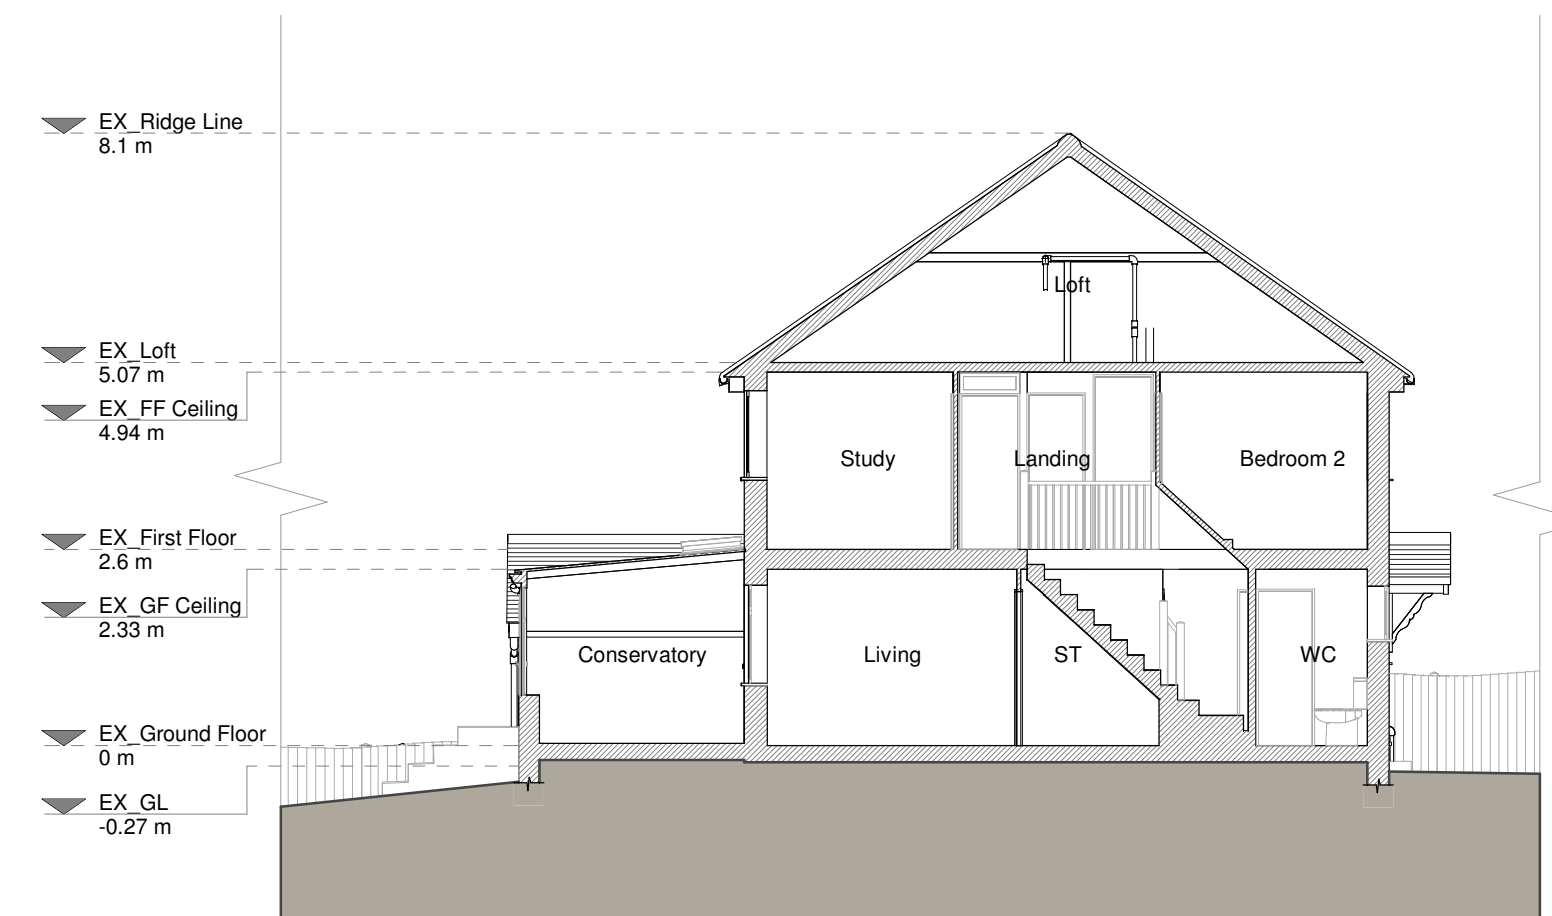 EX_Ridge Line
8.1 m
Loft
EX_Loft
5.07 m
EX_FF Ceiling
4.94 m
Study
Landing
Bedroom 2
EX_First Floor
2.6 m
EX_GF Ceiling
2.33 m
Conservatory
Living
ST
WC
EX_Ground Floor
0 m
EX_GL
-0.27 m